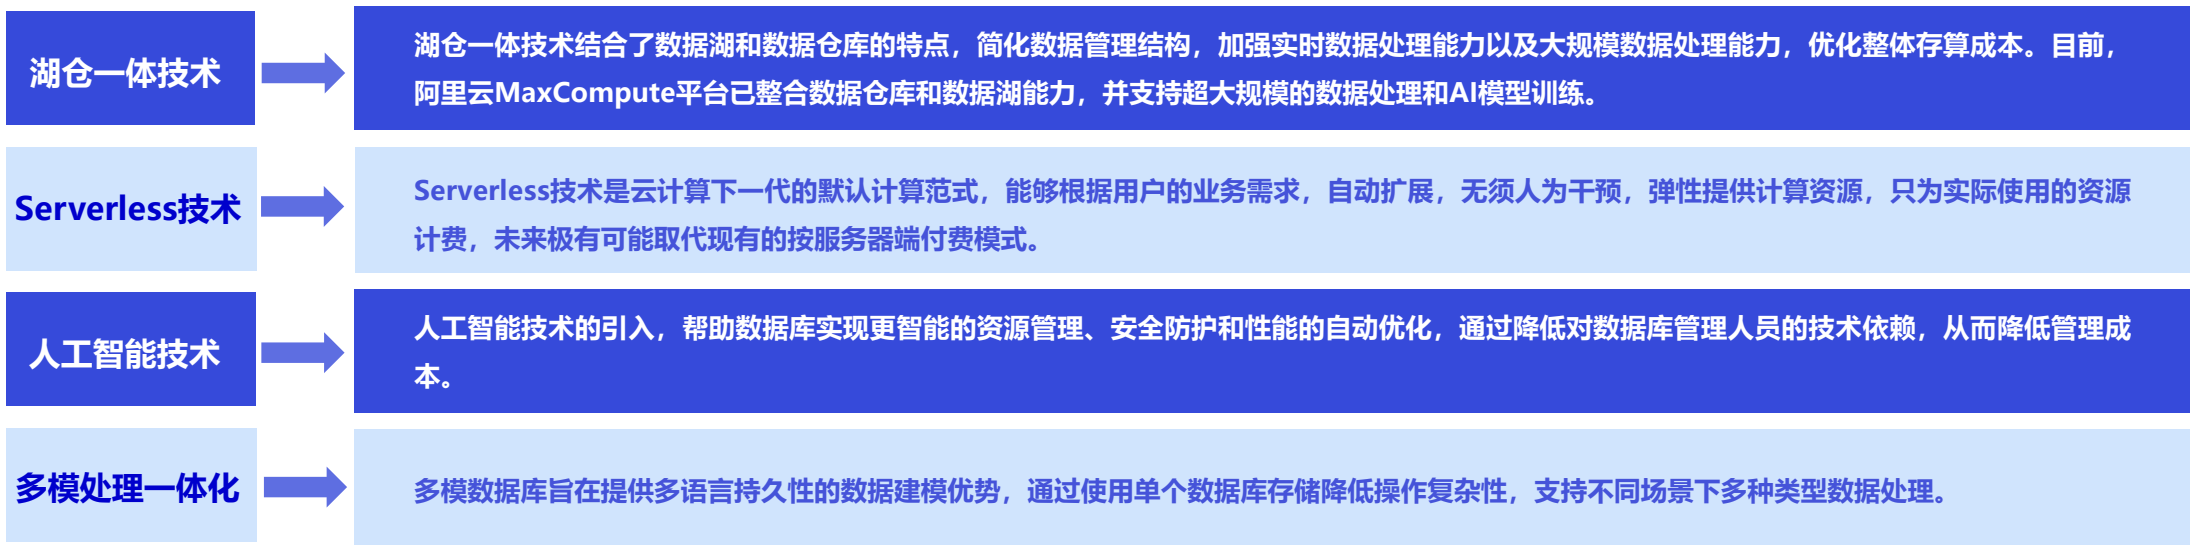 湖仓一体技术
湖仓一体技术结合了数据湖和数据仓库的特点，简化数据管理结构，加强实时数据处理能力以及大规模数据处理能力，优化整体存算成本。目前，
阿里云MaxCompute平台已整合数据仓库和数据湖能力，并支持超大规模的数据处理和AI模型训练。
Serverless技术
Serverless技术是云计算下一代的默认计算范式，能够根据用户的业务需求，自动扩展，无须人为干预，弹性提供计算资源，只为实际使用的资源
计费，未来极有可能取代现有的按服务器端付费模式。
人工智能技术
人工智能技术的引入，帮助数据库实现更智能的资源管理、安全防护和性能的自动优化，通过降低对数据库管理人员的技术依赖，从而降低管理成
本。
多模处理一体化
多模数据库旨在提供多语言持久性的数据建模优势，通过使用单个数据库存储降低操作复杂性，支持不同场景下多种类型数据处理。